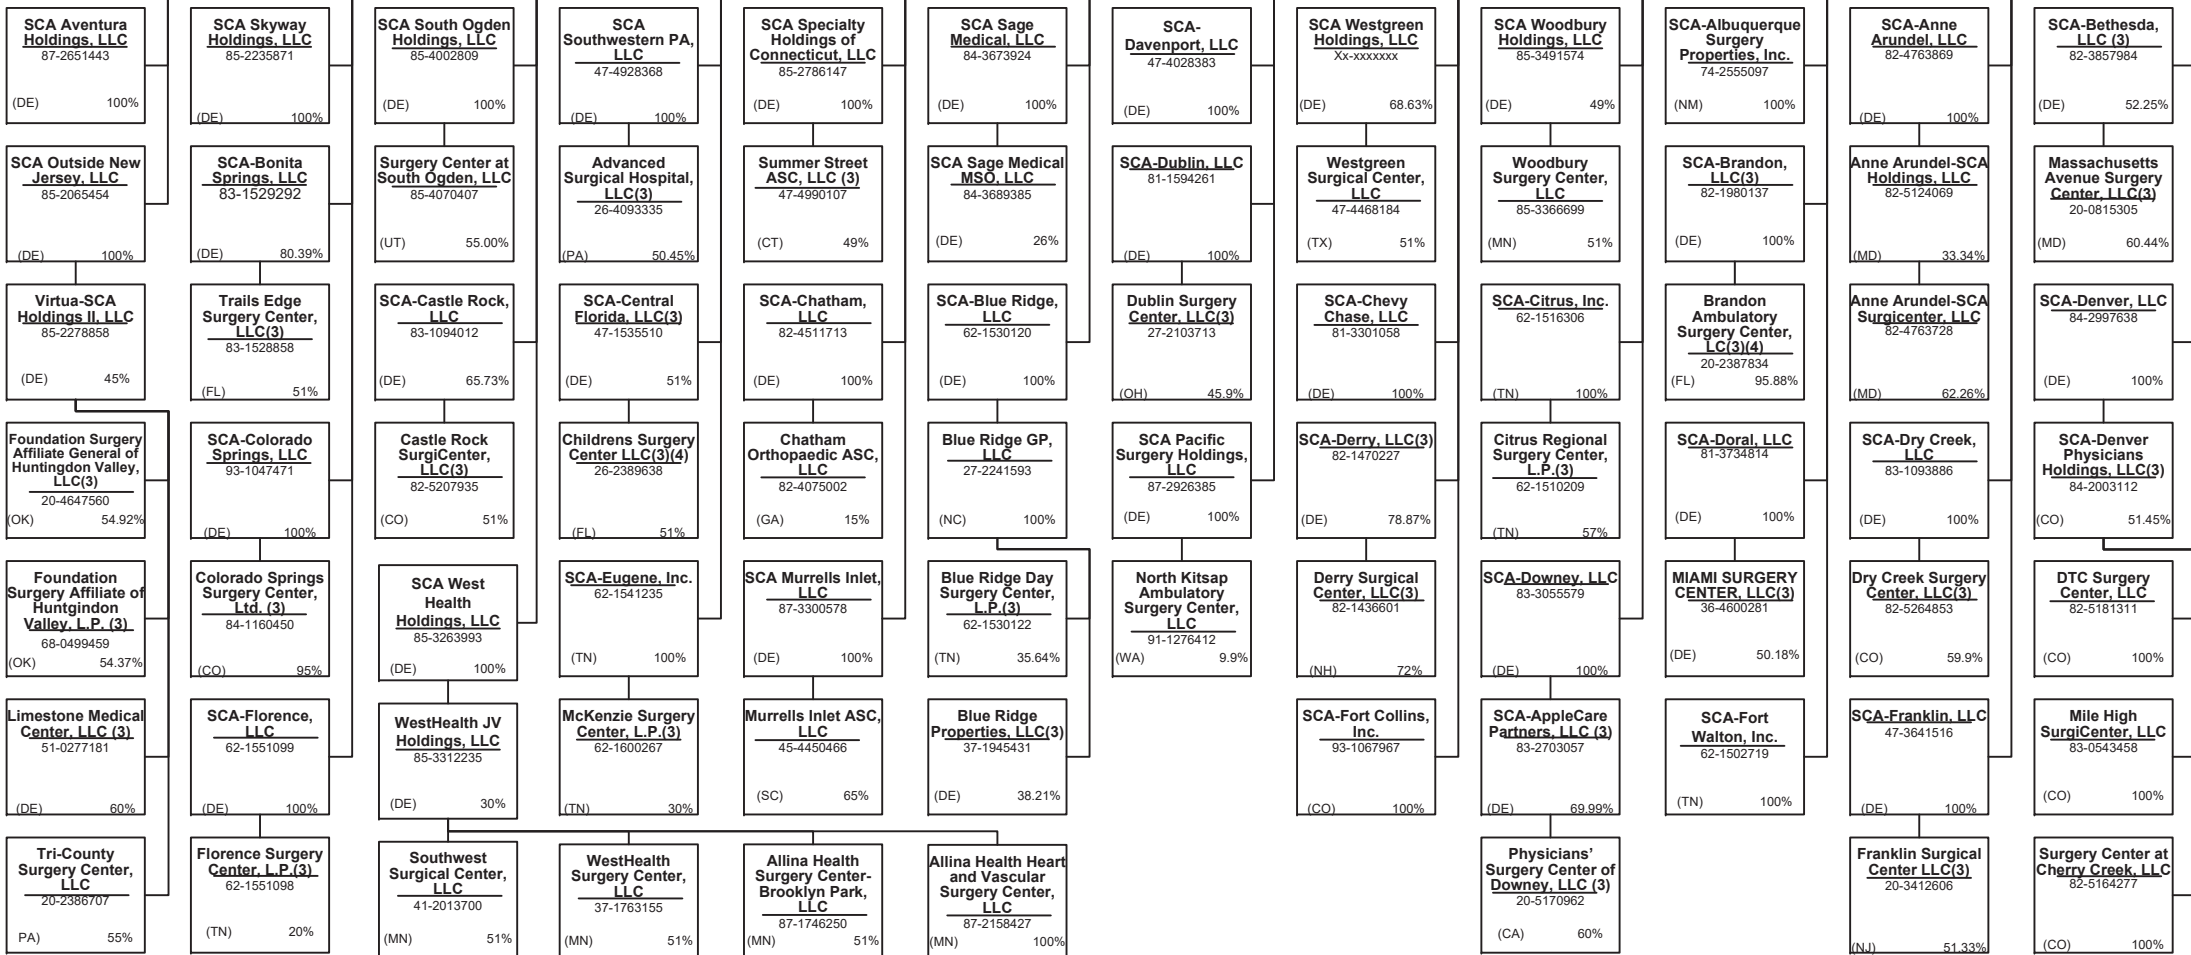 SCA Aventura
Holdings, LLC
87-2651443
(DE) 100%
SCA Skyway
Holdings, LLC
85-2235871
(DE) 100%
SCA South Ogden
Holdings, LLC
85-4002809
(DE) 100%
SCA
Southwestern PA,
LLC
47-4928368
(DE) 100%
SCA Specialty
Holdings of
Connecticut, LLC
85-2786147
(DE) 100%
SCA Sage
Medical, LLC
84-3673924
(DE) 100%
SCA-
Davenport, LLC
47-4028383
(DE) 100%
SCA Westgreen
Holdings, LLC
Xx-xxxxxxx
(DE) 68.63%
SCA Woodbury
Holdings, LLC
85-3491574
(DE) 49%
SCA-Albuquerque
Surgery
Properties, Inc.
74-2555097
(NM) 100%
SCA-Anne
Arundel, LLC
82-4763869
(DE) 100%
SCA-Bethesda,
LLC (3)
82-3857984
(DE) 52.25%
SCA Outside New
Jersey, LLC
85-2065454
(DE) 100%
SCA-Bonita
Springs, LLC
83-1529292
(DE) 80.39%
Surgery Center at
South Ogden, LLC
85-4070407
(UT) 55.00%
Advanced
Surgical Hospital,
LLC(3)
26-4093335
(PA) 50.45%
Summer Street
ASC, LLC (3)
47-4990107
(CT) 49%
SCA Sage Medical
MSO, LLC
84-3689385
(DE) 26%
SCA-Dublin, LLC
81-1594261
(DE) 100%
Westgreen
Surgical Center,
LLC
47-4468184
(TX) 51%
Woodbury
Surgery Center,
LLC
85-3366699
(MN) 51%
SCA-Brandon,
LLC(3)
82-1980137
(DE) 100%
Anne Arundel-SCA
Holdings, LLC
82-5124069
(MD) 33.34%
Massachusetts
Avenue Surgery
Center, LLC(3)
20-0815305
(MD) 60.44%
Virtua-SCA
Holdings II, LLC
85-2278858
(DE) 45%
Trails Edge
Surgery Center,
LLC(3)
83-1528858
(FL) 51%
SCA-Castle Rock,
LLC
83-1094012
(DE) 65.73%
SCA-Central
Florida, LLC(3)
47-1535510
(DE) 51%
SCA-Chatham,
LLC
82-4511713
(DE) 100%
SCA-Blue Ridge,
LLC
62-1530120
(DE) 100%
Dublin Surgery
Center, LLC(3)
27-2103713
(OH) 45.9%
SCA-Chevy
Chase, LLC
81-3301058
(DE) 100%
SCA-Citrus, Inc.
62-1516306
(TN) 100%
Brandon
Ambulatory
Surgery Center,
LC(3)(4)
20-2387834
(FL) 95.88%
Anne Arundel-SCA
Surgicenter, LLC
82-4763728
(MD) 62.26%
SCA-Denver, LLC
84-2997638
(DE) 100%
Foundation Surgery
Affiliate General of
Huntingdon Valley,
LLC(3)
20-4647560
(OK) 54.92%
SCA-Colorado
Springs, LLC
93-1047471
(DE) 100%
Castle Rock
SurgiCenter,
LLC(3)
82-5207935
(CO) 51%
Childrens Surgery
Center LLC(3)(4)
26-2389638
(FL) 51%
Chatham
Orthopaedic ASC,
LLC
82-4075002
(GA) 15%
Blue Ridge GP,
LLC
27-2241593
(NC) 100%
SCA Pacific
Surgery Holdings,
LLC
87-2926385
(DE) 100%
SCA-Derry, LLC(3)
82-1470227
(DE) 78.87%
Citrus Regional
Surgery Center,
L.P.(3)
62-1510209
(TN) 57%
SCA-Doral, LLC
81-3734814
(DE) 100%
SCA-Dry Creek,
LLC
83-1093886
(DE) 100%
SCA-Denver
Physicians
Holdings, LLC(3)
84-2003112
(CO) 51.45%
Foundation
Surgery Affiliate of
Huntgindon
Valley, L.P. (3)
68-0499459
(OK) 54.37%
Colorado Springs
Surgery Center,
Ltd. (3)
84-1160450
(CO) 95%
SCA West
Health
Holdings, LLC
85-3263993
(DE) 100%
SCA-Eugene, Inc.
62-1541235
(TN) 100%
SCA Murrells Inlet,
LLC
87-3300578
(DE) 100%
Blue Ridge Day
Surgery Center,
L.P.(3)
62-1530122
(TN) 35.64%
North Kitsap
Ambulatory
Surgery Center,
LLC
91-1276412
(WA) 9.9%
Derry Surgical
Center, LLC(3)
82-1436601
(NH) 72%
SCA-Downey, LLC
83-3055579
(DE) 100%
MIAMI SURGERY
CENTER, LLC(3)
36-4600281
(DE) 50.18%
Dry Creek Surgery
Center, LLC(3)
82-5264853
(CO) 59.9%
DTC Surgery
Center, LLC
82-5181311
(CO) 100%
Limestone Medical
Center, LLC (3)
51-0277181
(DE) 60%
SCA-Florence,
LLC
62-1551099
(DE) 100%
WestHealth JV
Holdings, LLC
85-3312235
(DE) 30%
McKenzie Surgery
Center, L.P.(3)
62-1600267
(TN) 30%
Murrells Inlet ASC,
LLC
45-4450466
(SC) 65%
Blue Ridge
Properties, LLC(3)
37-1945431
(DE) 38.21%
SCA-Fort Collins,
Inc.
93-1067967
(CO) 100%
SCA-AppleCare
Partners, LLC (3)
83-2703057
(DE) 69.99%
SCA-Fort
Walton, Inc.
62-1502719
(TN) 100%
SCA-Franklin, LLC
47-3641516
(DE) 100%
Mile High
SurgiCenter, LLC
83-0543458
(CO) 100%
Tri-County
Surgery Center,
LLC
20-2386707
PA) 55%
Florence Surgery
Center, L.P.(3)
62-1551098
(TN) 20%
Southwest
Surgical Center,
LLC
41-2013700
(MN) 51%
WestHealth
Surgery Center,
LLC
37-1763155
(MN) 51%
Allina Health
Surgery Center-
Brooklyn Park,
LLC
87-1746250
(MN) 51%
Allina Health Heart
and Vascular
Surgery Center,
LLC
87-2158427
(MN) 100%
Physicians’
Surgery Center of
Downey, LLC (3)
20-5170962
(CA) 60%
Franklin Surgical
Center LLC(3)
20-3412606
(NJ) 51.33%
Surgery Center at
Cherry Creek, LLC
82-5164277
(CO) 100%